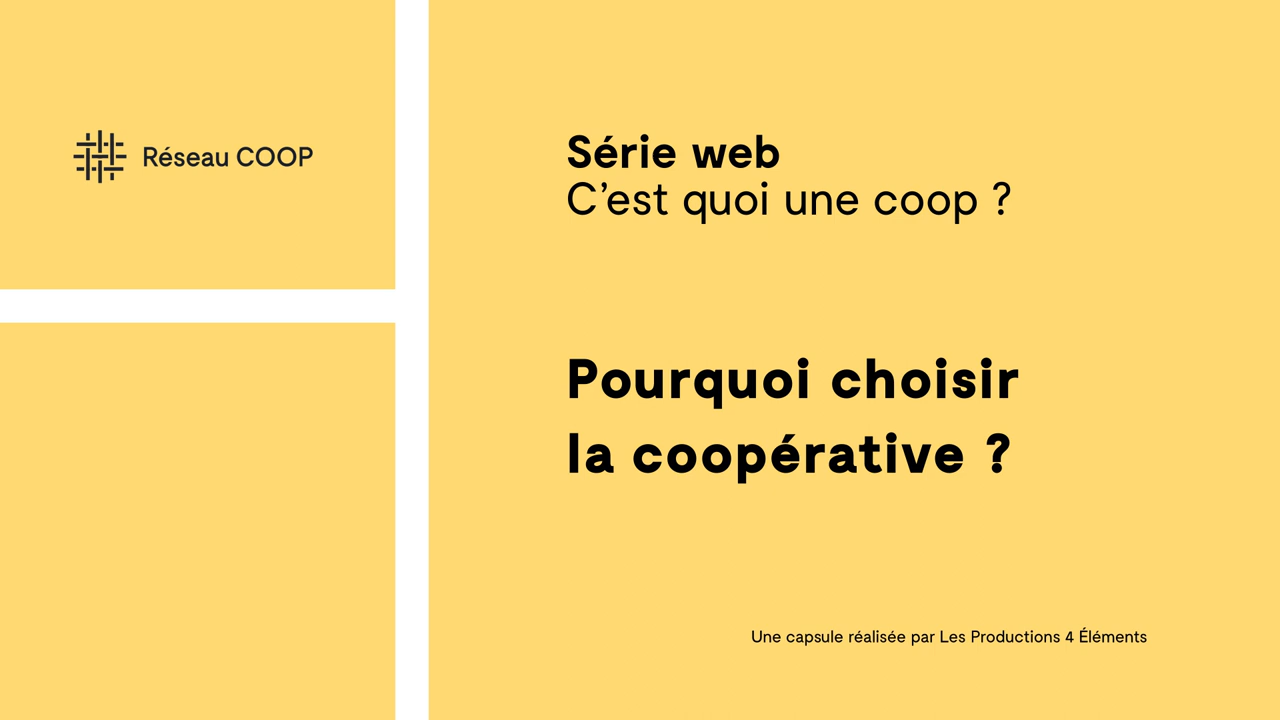 Réseau COOP
Série web
C’est quoi une coop ?
Pourquoi choisir
la coopérative ?
Une capsule réalisée par Les Productions 4 Éléments